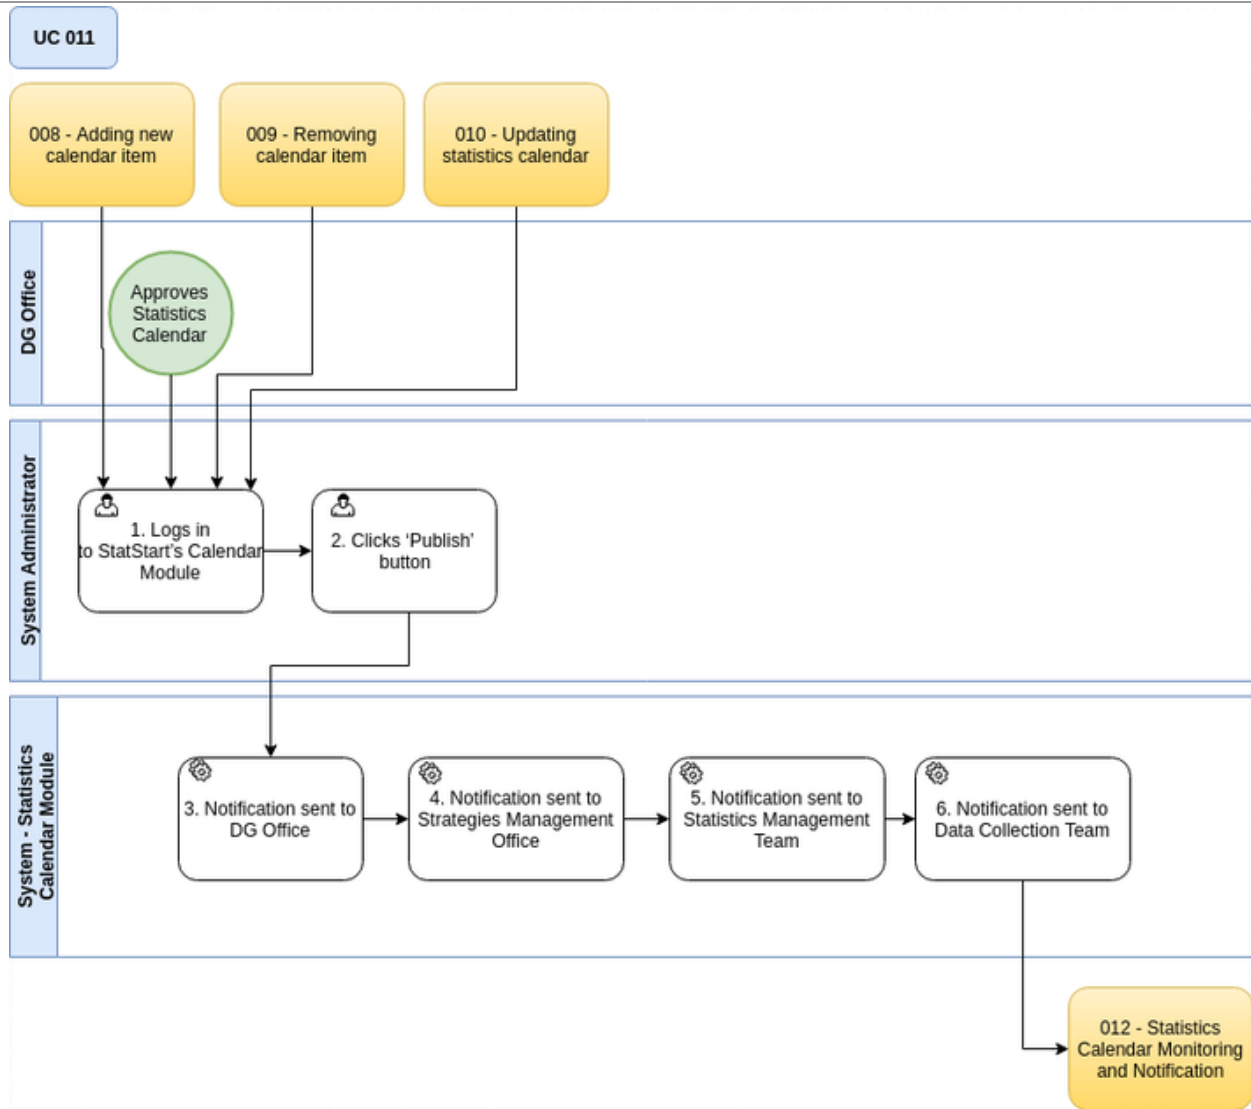 UC 011
008 - Adding new
calendar item
009 - Removing
calendar item
010 - Updating
statistics calendar
DG Office
Approves
Statistics
Calendar
System Administrator
1. Logs in
to StatStart's Calendar
Module
2. Clicks ‘Publish’
button
System - Statistics
Calendar Module
3. Notification sent to
DG Office
4. Notification sent to
Strategies Management
Office
5. Notification sent to
Statistics Management
Team
6. Notification sent to
Data Collection Team
012 - Statistics
Calendar Monitoring
and Notification